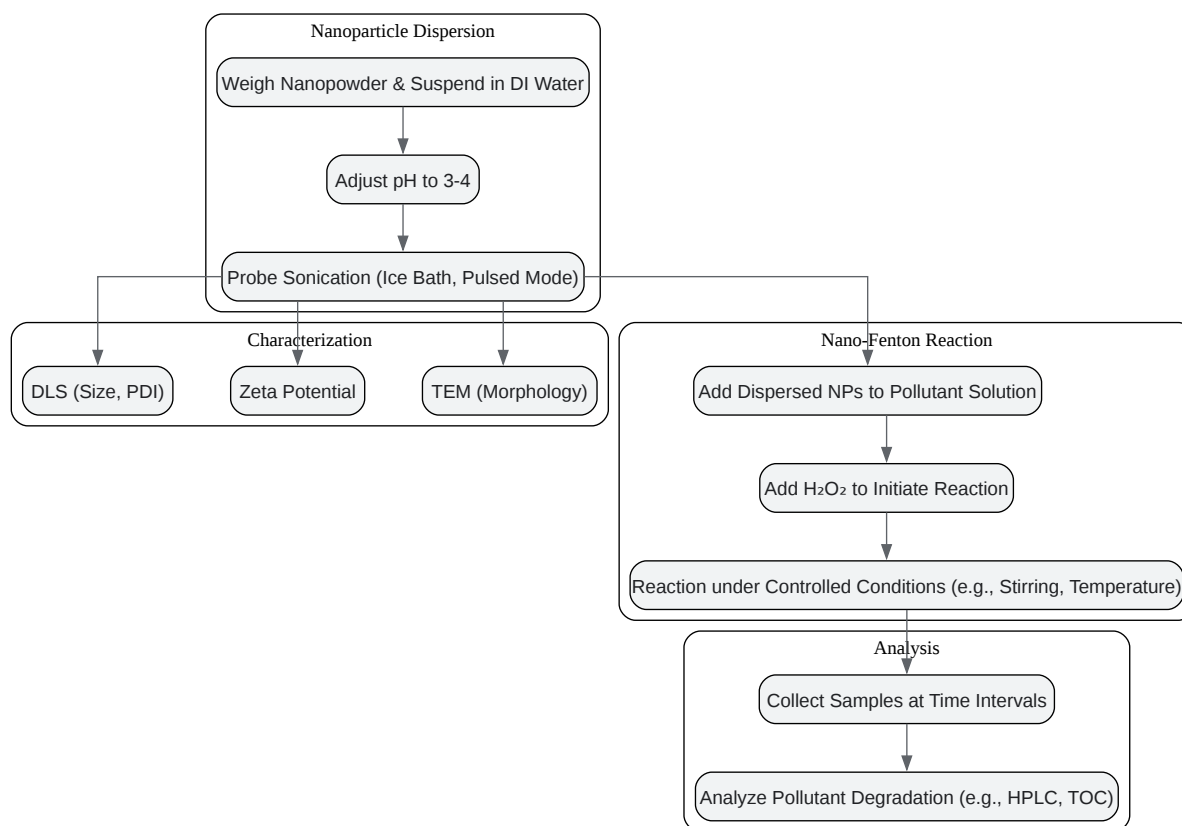 Nanoparticle Dispersion
Weigh Nanopowder & Suspend in DI Water
Adjust pH to 3-4
Probe Sonication (Ice Bath, Pulsed Mode)
Characterization
DLS (Size, PDI)
Zeta Potential
TEM (Morphology)
Nano-Fenton Reaction
Add Dispersed NPs to Pollutant Solution
Add H₂O₂ to Initiate Reaction
Reaction under Controlled Conditions (e.g., Stirring, Temperature)
Analysis
Collect Samples at Time Intervals
Analyze Pollutant Degradation (e.g., HPLC, TOC)